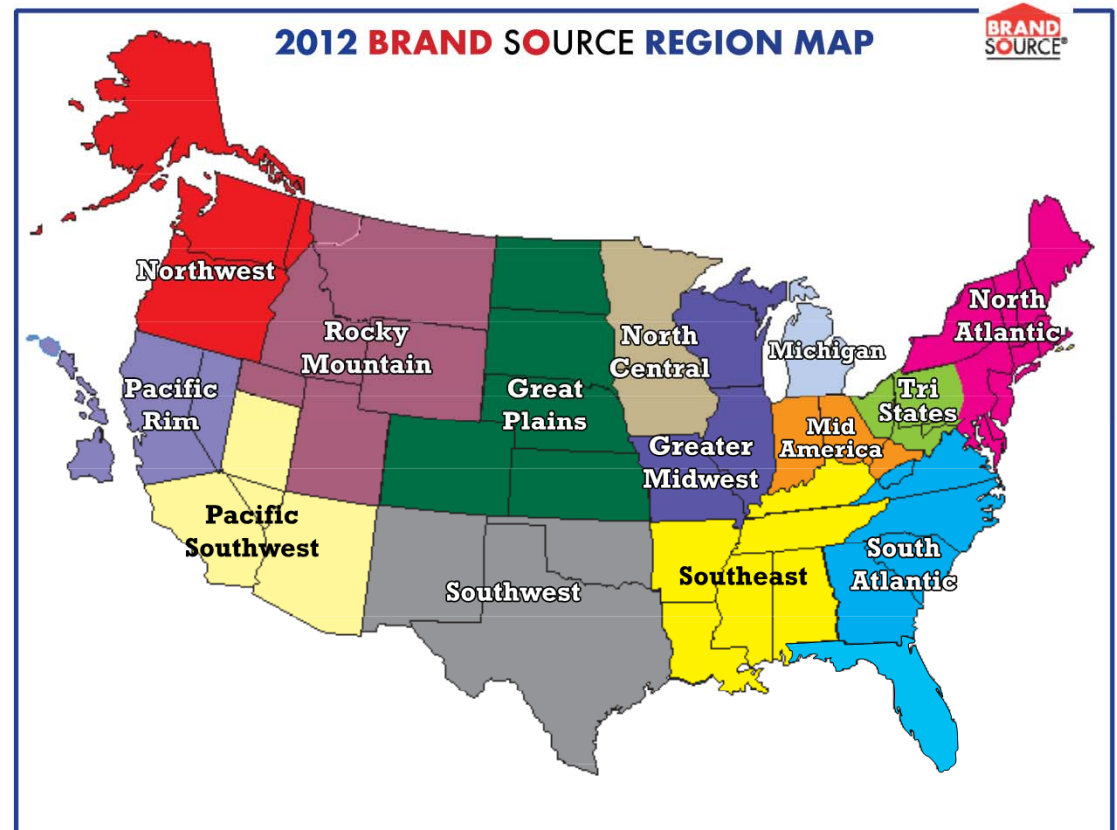 2012 BRAND SOURCE REGION MAP
BRAND
SOURCE®
Northwest
Rocky
Mountain
Pacific
Rim
Great
Plains
North
Central
Greater
Midwest
Michigan
Mid
America
Tri
States
North
Atlantic
Pacific
Southwest
Southwest
Southeast
South
Atlantic